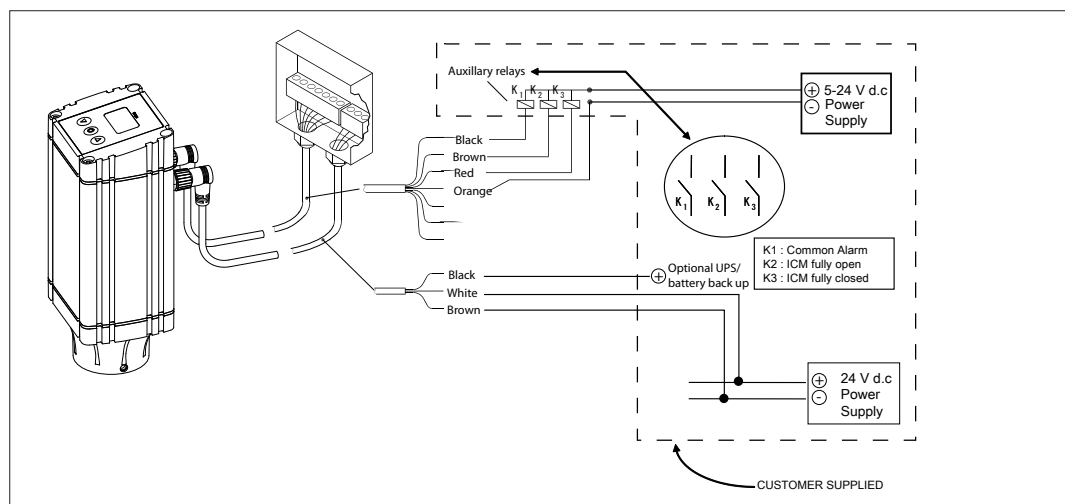 Auxillary relays
K1 K2 K3
⊕ 5-24 V d.c
⊖ Power
Supply
Black
Brown
Red
Orange
K1 K2 K3
K1 : Common Alarm
K2 : ICM fully open
K3 : ICM fully closed
Black
White
Brown
⊕ Optional UPS/
battery back up
⊕ 24 V d.c
⊖ Power
Supply
CUSTOMER SUPPLIED